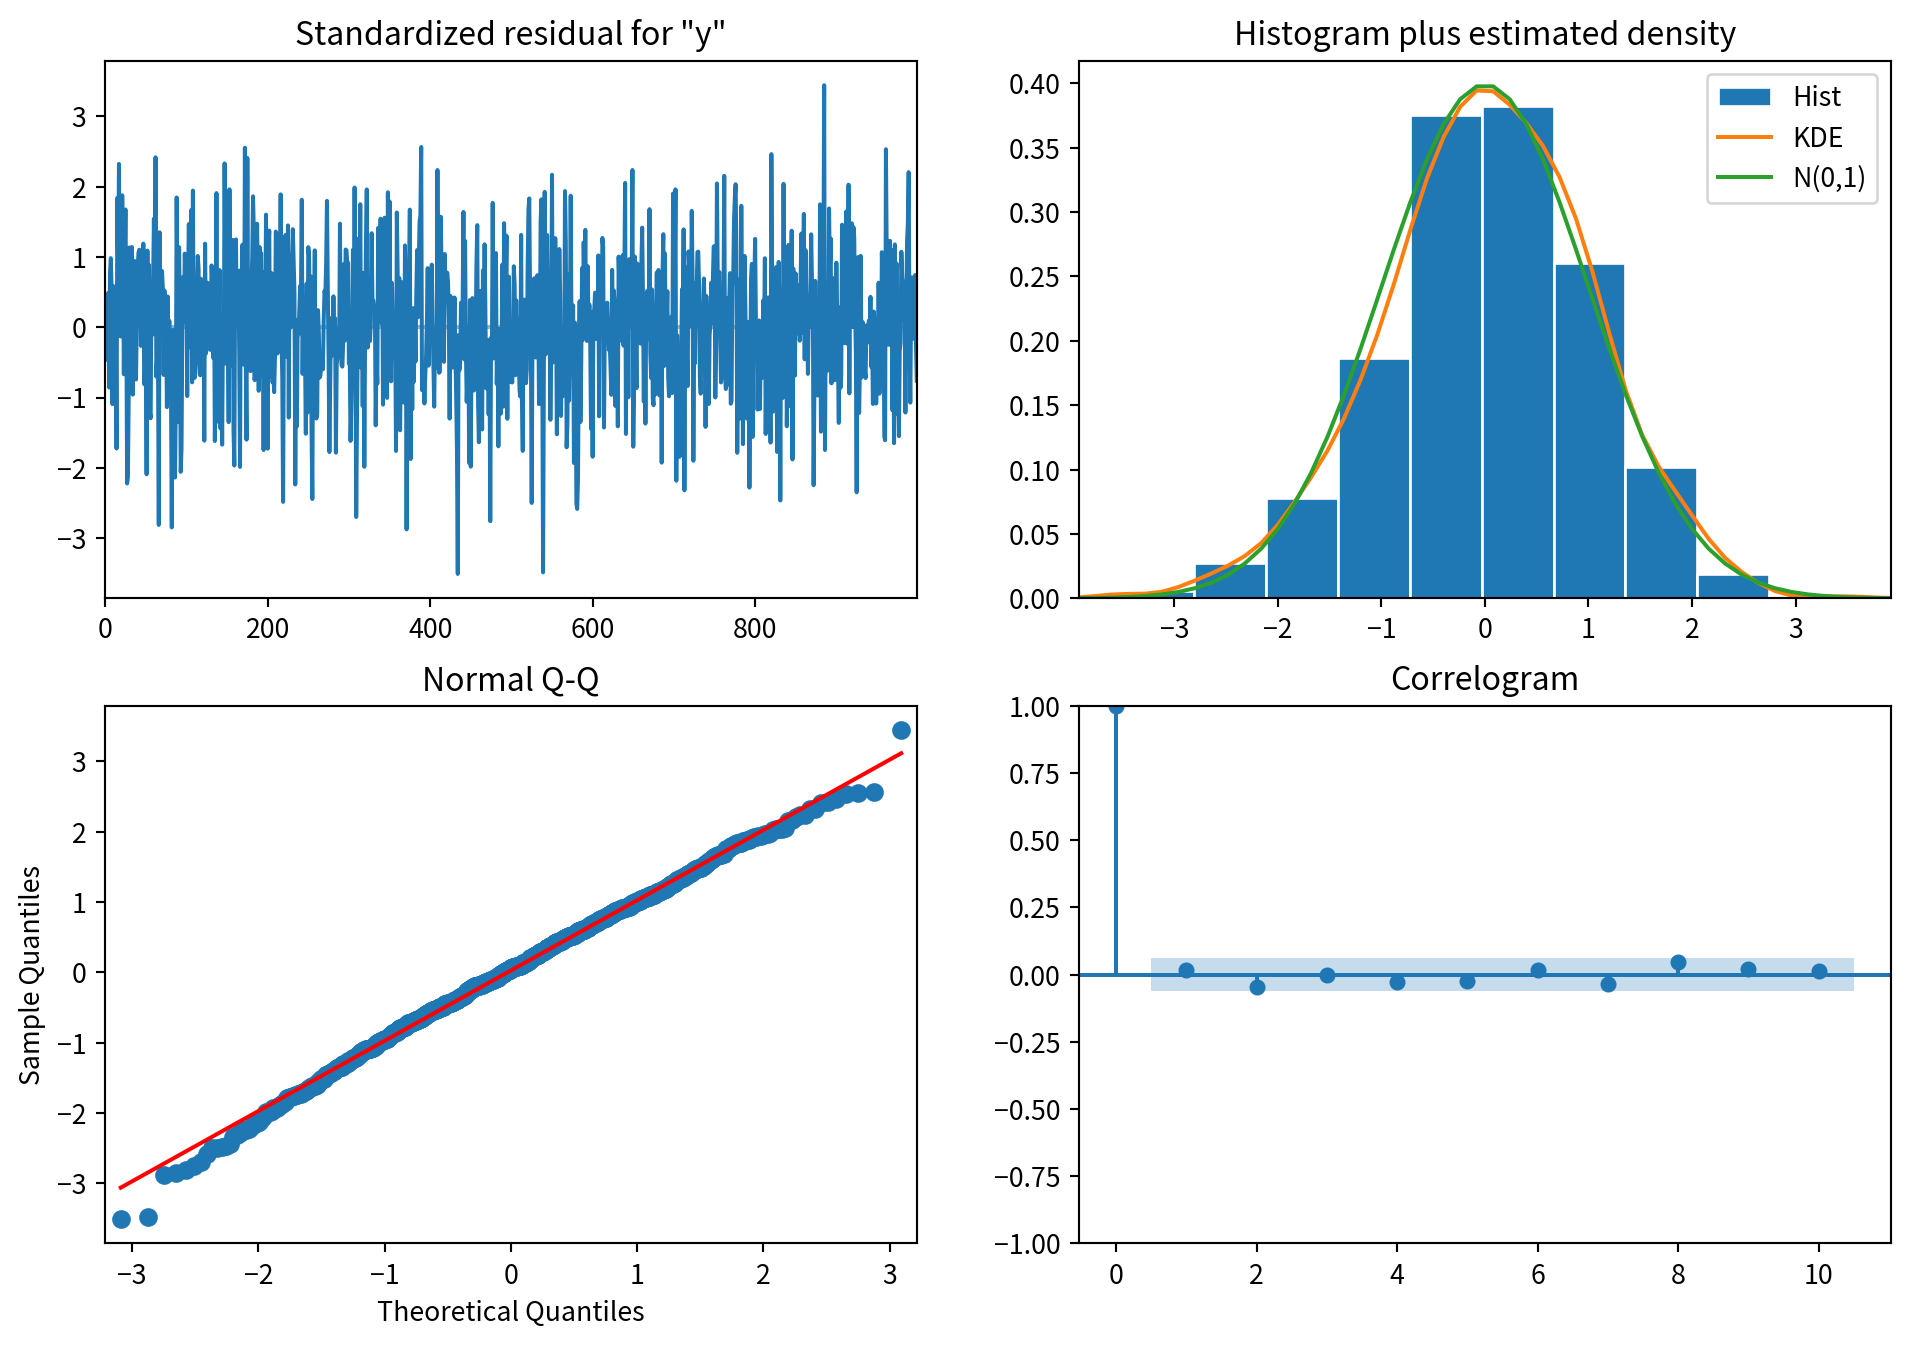 Standardized residual for "y"
3
2
1
0
−1
−2
−3
0 200 400 600 800
Histogram plus estimated density
0.40
0.35
0.30
0.25
0.20
0.15
0.10
0.05
0.00
−3 −2 −1 0 1 2 3
Hist
KDE
N(0,1)
Normal Q-Q
Sample Quantiles
3
2
1
0
−1
−2
−3
−3 −2 −1 0 1 2 3
Theoretical Quantiles
Correlogram
1.00
0.75
0.50
0.25
0.00
−0.25
−0.50
−0.75
−1.00
0 2 4 6 8 10